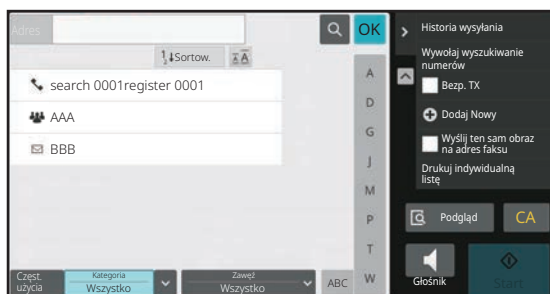 Adres
OK
Sortow.
search 0001register 0001
AAA
BBB
A
D
G
J
M
P
T
W
Częst.
użycia
Kategoria
Wszystko
Zawęź
Wszystko
ABC
Historia wysyłania
Wywołaj wyszukiwanie
numerów
Bezp. TX
Dodaj Nowy
Wyślij ten sam obraz
na adres faksu
Drukuj indywidualną
listę
Podgląd
CA
Głośnik
Start